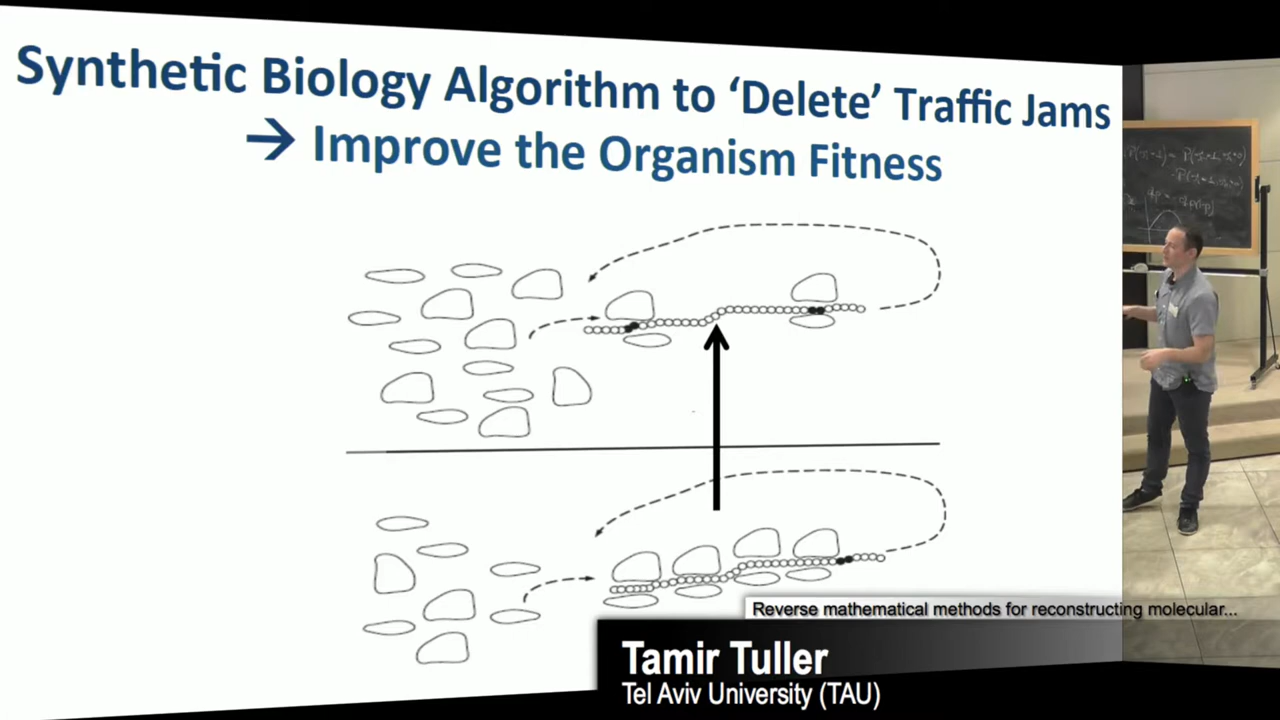 Synthetic Biology Algorithm to ‘Delete’ Traffic Jams
→ Improve the Organism Fitness
Reverse mathematical methods for reconstructing molecular...
Tamir Tuller
Tel Aviv University (TAU)